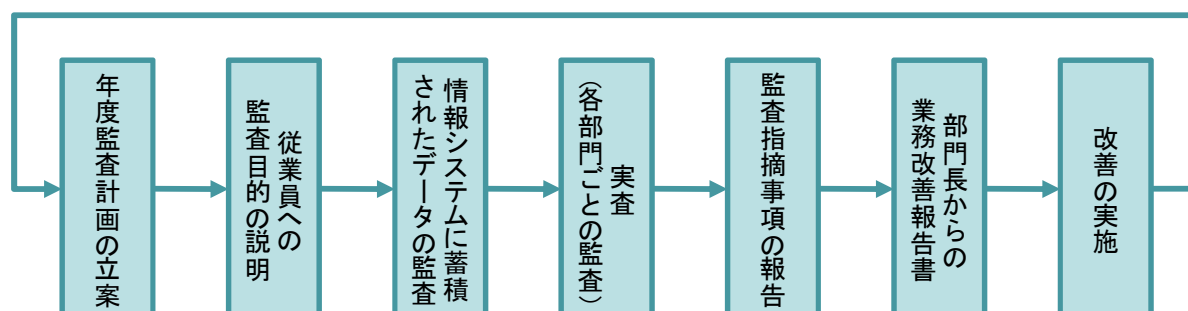 年度監査計画の立案
従業員への
監査目的の説明
情報システムに蓄積
されたデータの監査
実査
（各部門ごとの監査）
監査指摘事項の報告
部門長からの
業務改善報告書
改善の実施